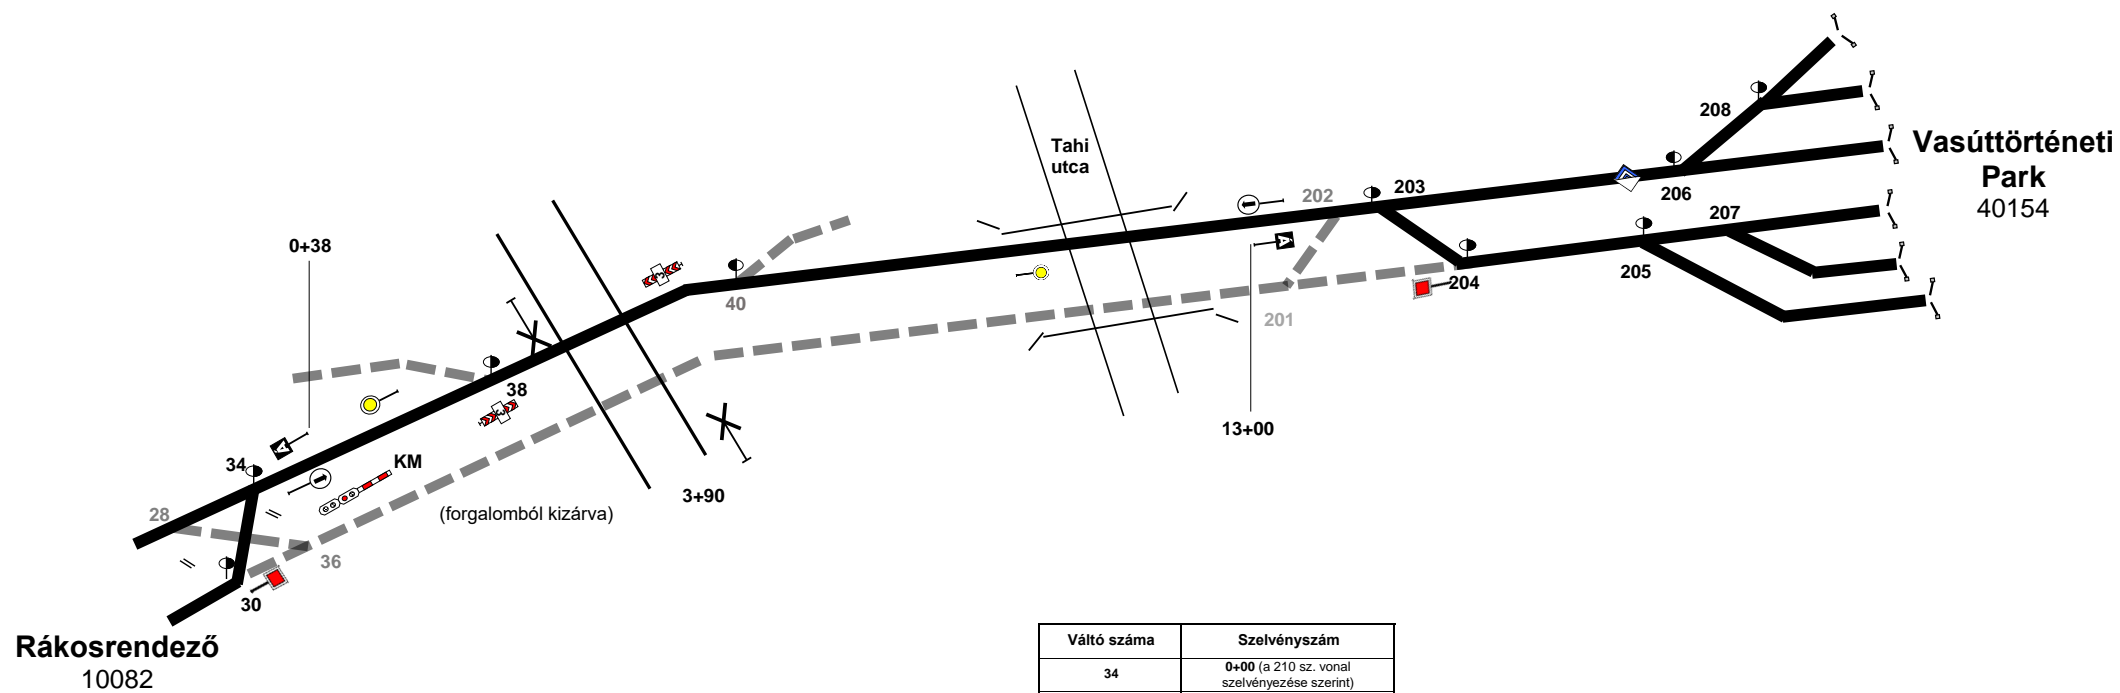 208
Vasúttörténeti
Park
40154
Tahi
utca
203
202
206
207
0+38
204
205
40
201
38
13+00
34
KM
3+90
28
(forgalomból kizárva)
36
30
Rákosrendező
10082
Váltó száma Szelvényszám
34 0+00 (a 210 sz. vonal
szelvényezése szerint)
3
3
A
A